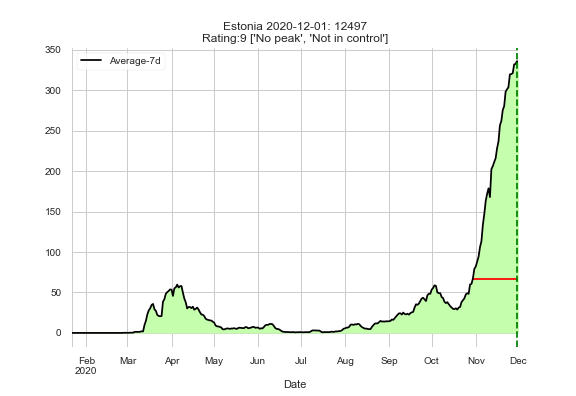 Estonia 2020-12-01: 12497
Rating:9 ['No peak', 'Not in control']
Average-7d
350
300
250
200
150
100
50
0
Feb Mar Apr May Jun Jul Aug Sep Oct Nov Dec
2020
Date